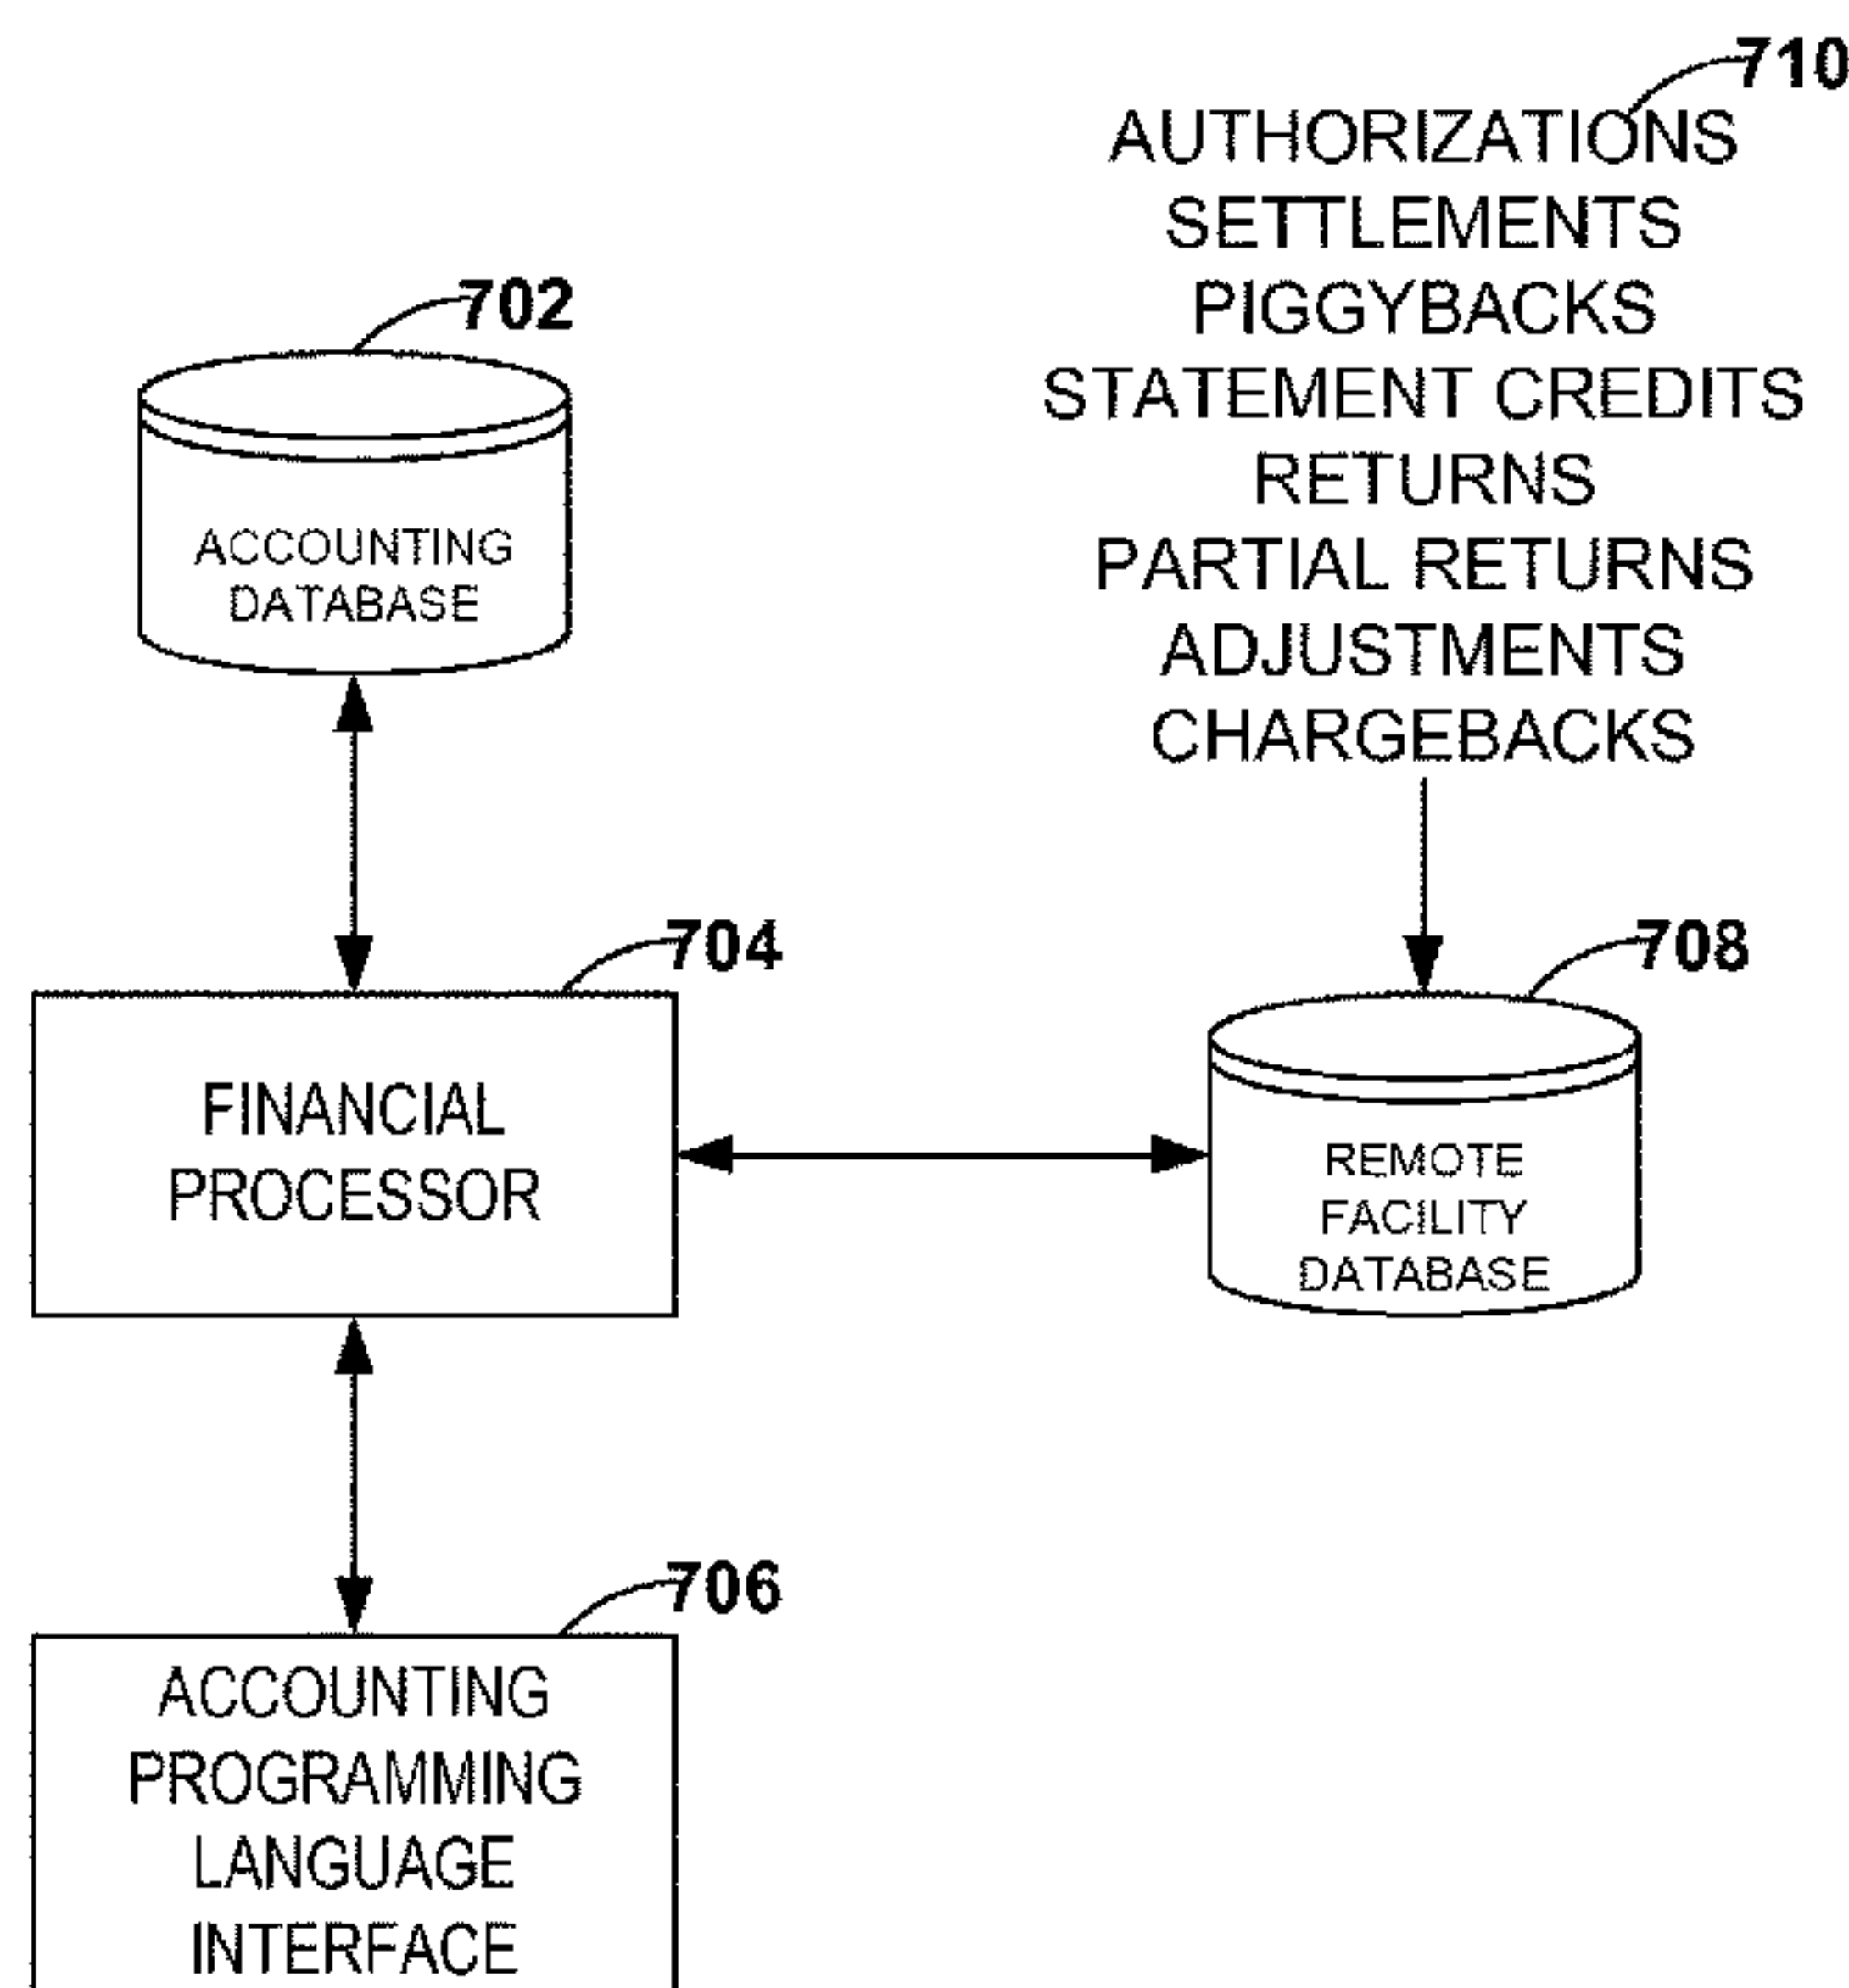 710
AUTHORIZATIONS
SETTLEMENTS
PIGGYBACKS
STATEMENT CREDITS
RETURNS
PARTIAL RETURNS
ADJUSTMENTS
CHARGEBACKS
702
ACCOUNTING
DATABASE
704
FINANCIAL
PROCESSOR
708
REMOTE
FACILITY
DATABASE
706
ACCOUNTING
PROGRAMMING
LANGUAGE
INTERFACE